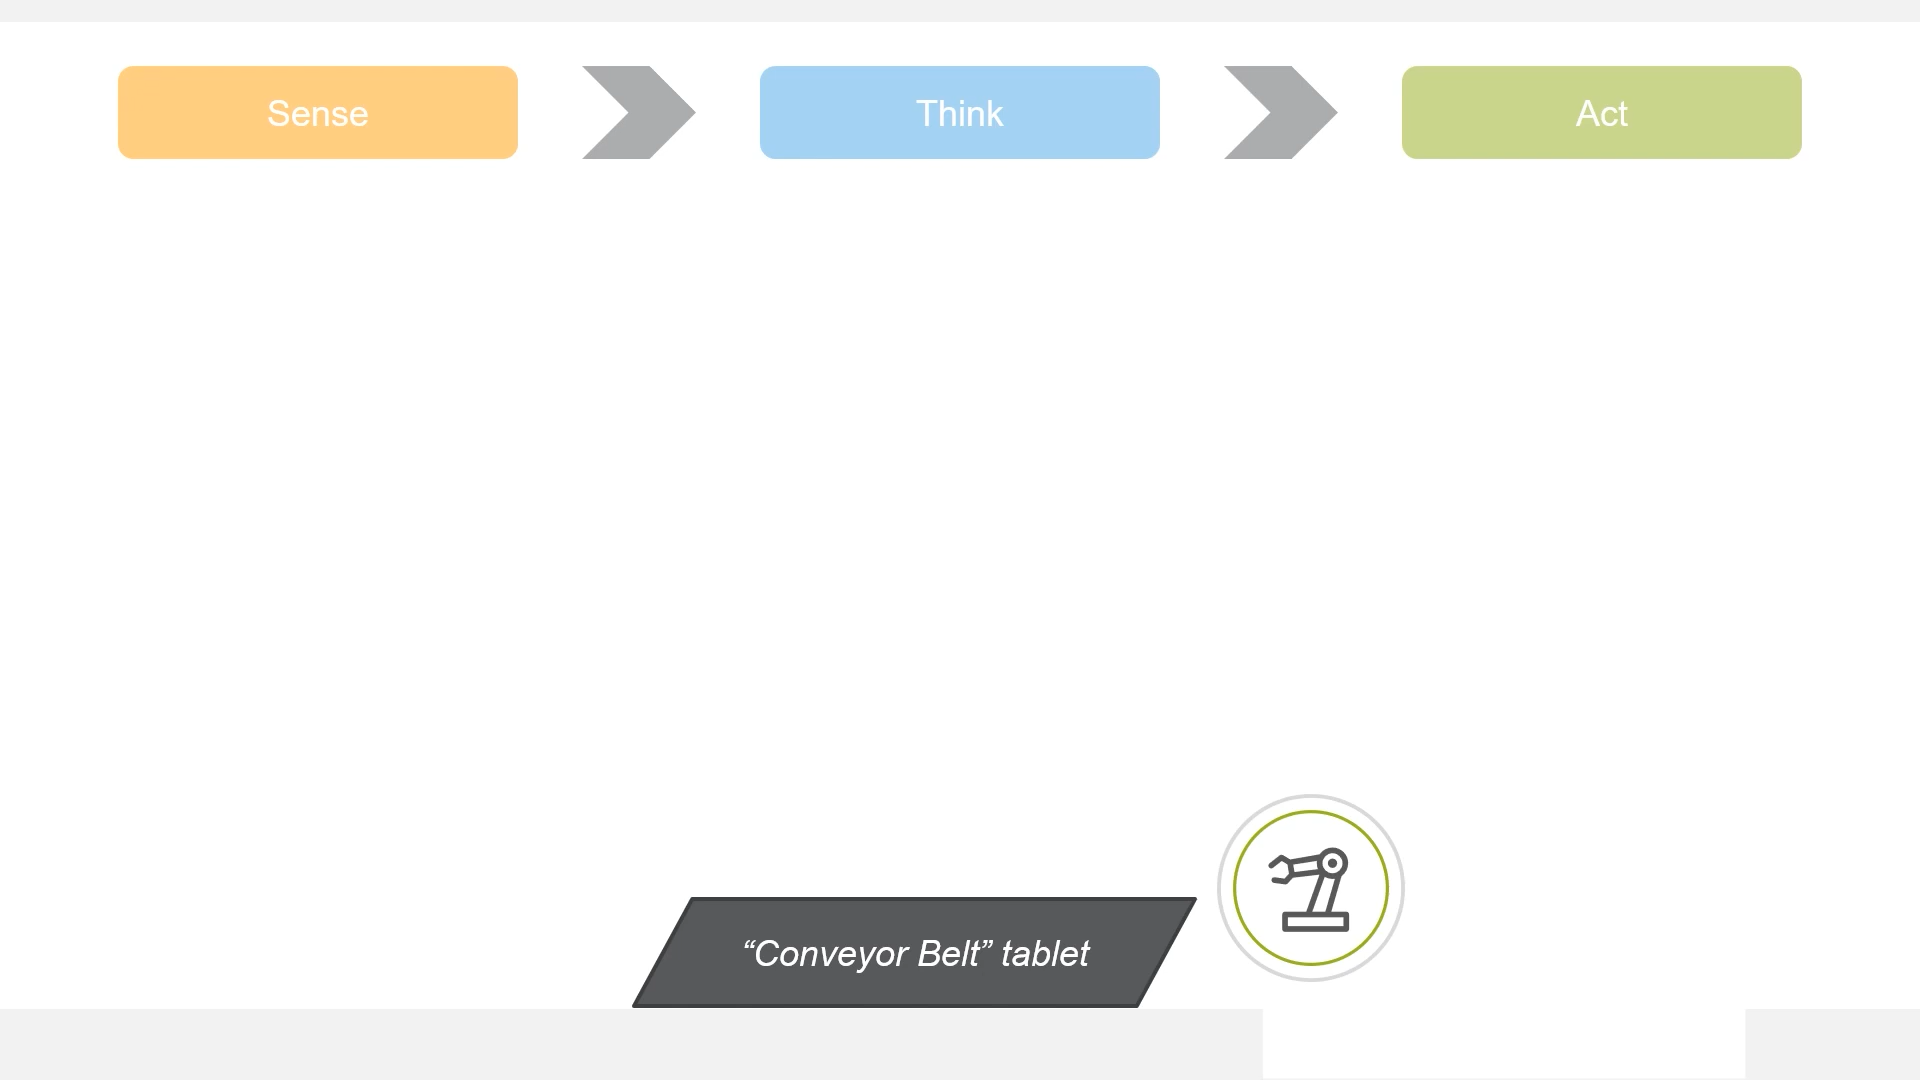 Sense
Think
Act
“Conveyor Belt” tablet